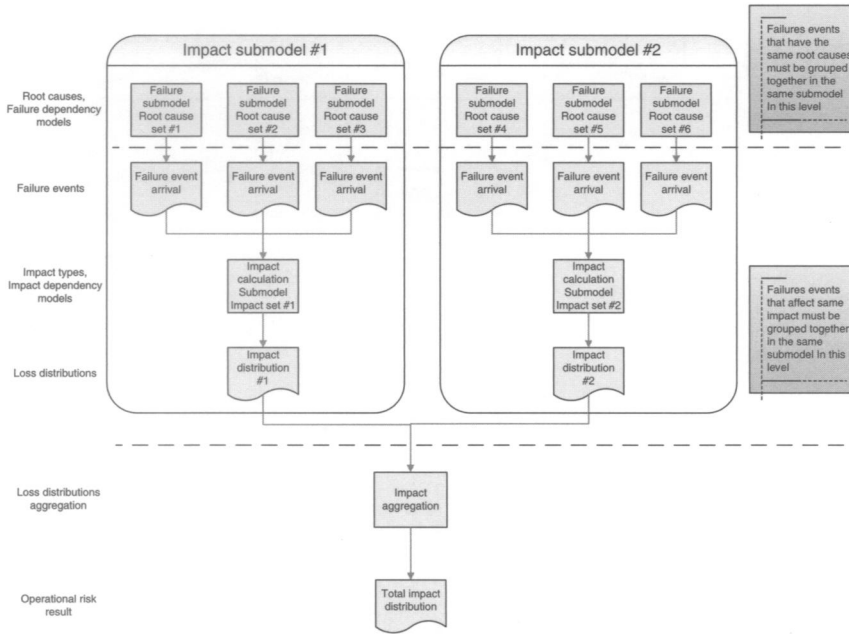 Impact submodel #1
Impact submodel #2
Failures events
that have the
same root causes
must be grouped
together in the
same submodel
In this level
Root causes,
Failure dependency
models
Failure
submodel
Root cause
set #1
Failure
submodel
Root cause
set #2
Failure
submodel
Root cause
set #3
Failure
submodel
Root cause
set #4
Failure
submodel
Root cause
set #5
Failure
submodel
Root cause
set #6
Failure events
Failure event
arrival
Failure event
arrival
Failure event
arrival
Failure event
arrival
Failure event
arrival
Failure event
arrival
Impact types,
Impact dependency
models
Impact
calculation
Submodel
Impact set #1
Impact
calculation
Submodel
Impact set #2
Failures events
that affect same
impact must be
grouped together
in the same
submodel In this
level
Loss distributions
Impact
distribution
#1
Impact
distribution
#2
Loss distributions
aggregation
Impact
aggregation
Operational risk
result
Total impact
distribution